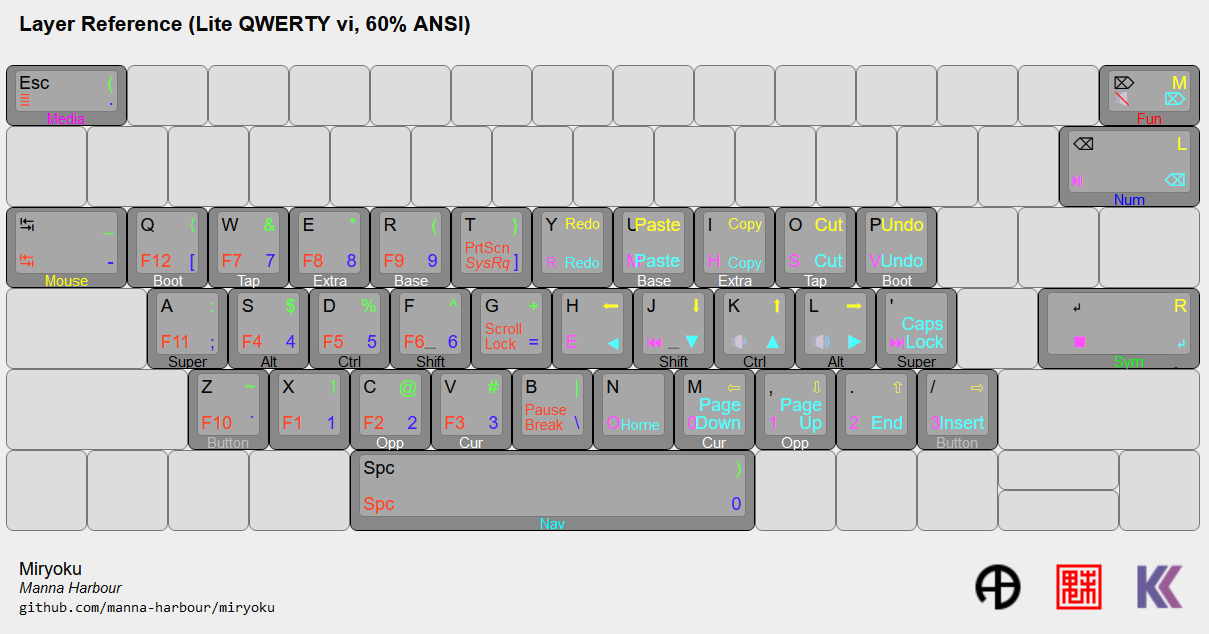 Layer Reference (Lite QWERTY vi, 60% ANSI)
Esc (
.
Media
M
Fun
L
Num
_
-
Mouse
Q {
F12 [
Boot
W &
F7 7
Tap
E *
F8 8
Extra
R (
F9 9
Base
T }
PrtScn
SysRq ]
Y Redo
R Redo
U Paste
Paste
Base
I Copy
H Copy
Extra
O Cut
S Cut
Tap
P Undo
V Undo
Boot
A :
F11 ;
Super
S $
F4 4
Alt
D %
F5 5
Ctrl
F ^
F6 _ 6
Shift
G +
Scroll
Lock =
H ←
E ◀
J ↓
_ ▼
Shift
K ↑
▲
Ctrl
L →
▶
Alt
'
Caps
Lock
Super
R
Sym
Z ~
F10 `
Button
X !
F1 1
C @
F2 2
Opp
V #
F3 3
Cur
B |
Pause
Break \
N
O Home
M ⇦
Page
0 Down
Cur
, ⇩
Page
1 Up
Opp
. ⇧
2 End
/ ⇨
3 Insert
Button
Spc )
Spc 0
Nav
Miryoku
Manna Harbour
github.com/manna-harbour/miryoku